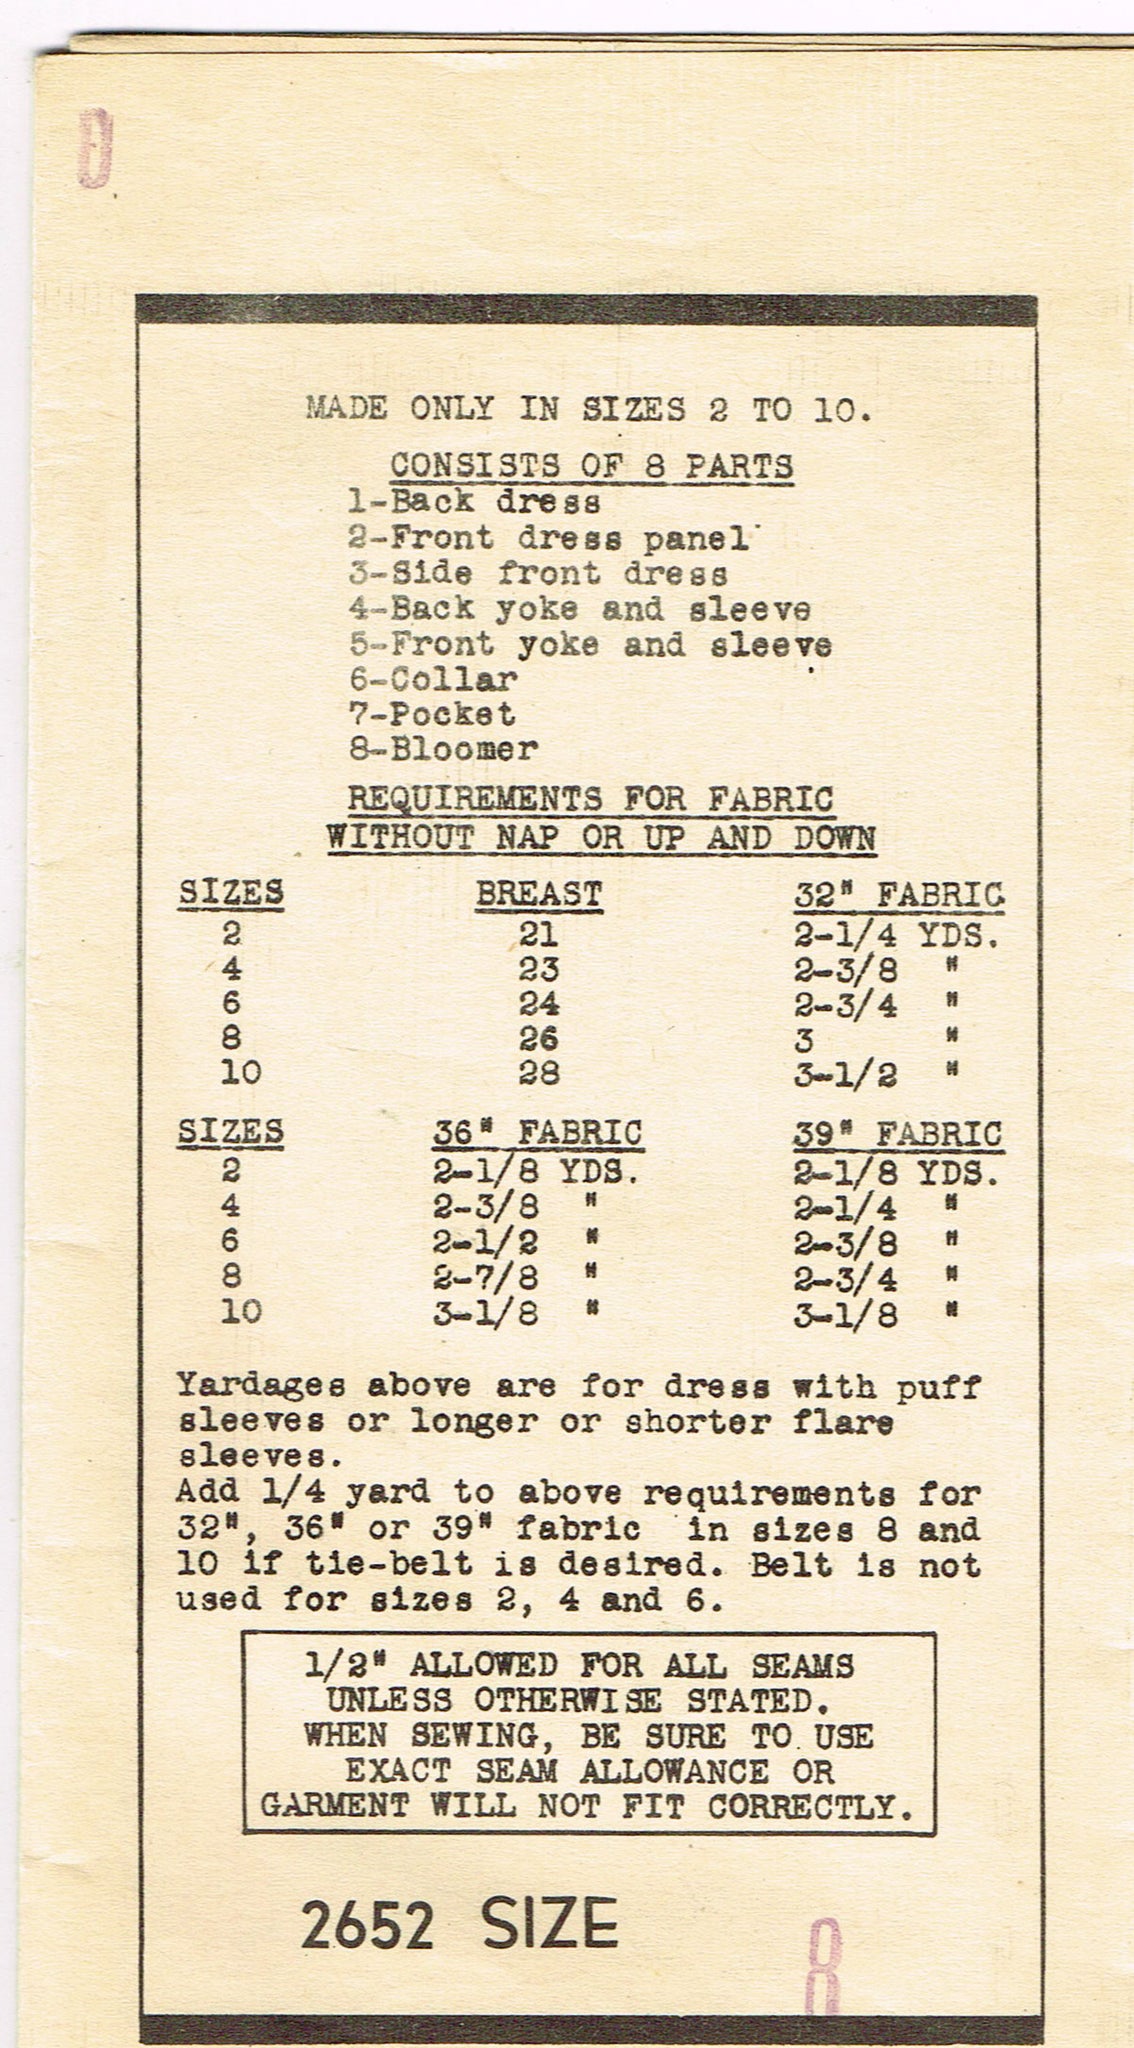 MADE ONLY IN SIZES 2 TO 10.
CONSISTS OF 8 PARTS
1-Back dress
2-Front dress panel
3-Side front dress
4-Back yoke and sleeve
5-Front yoke and sleeve
6-Collar
7-Pocket
8-Bloomer
REQUIREMENTS FOR FABRIC
WITHOUT NAP OR UP AND DOWN
SIZES BREAST 32" FABRIC
2 21 2-1/4 YDS.
4 23 2-3/8 "
6 24 2-3/4 "
8 26 3 "
10 28 3-1/2 "
SIZES 36" FABRIC 39" FABRIC
2 2-1/8 YDS. 2-1/8 YDS.
4 2-3/8 " 2-1/4 "
6 2-1/2 " 2-3/8 "
8 2-7/8 " 2-3/4 "
10 3-1/8 " 3-1/8 "
Yardages above are for dress with puff
sleeves or longer or shorter flare
sleeves.
Add 1/4 yard to above requirements for
32", 36" or 39" fabric in sizes 8 and
10 if tie-belt is desired. Belt is not
used for sizes 2, 4 and 6.
1/2" ALLOWED FOR ALL SEAMS
UNLESS OTHERWISE STATED.
WHEN SEWING, BE SURE TO USE
EXACT SEAM ALLOWANCE OR
GARMENT WILL NOT FIT CORRECTLY.
2652 SIZE 8